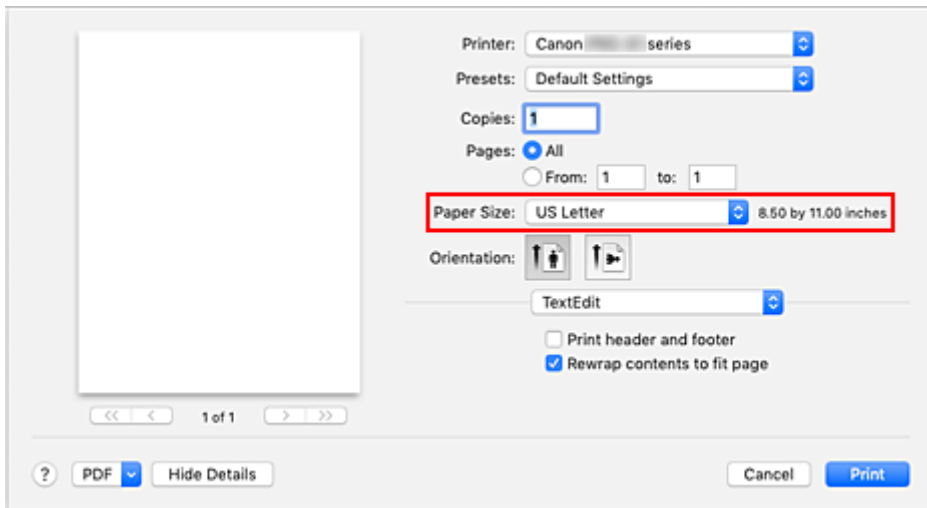 Printer: Canon series
Presets: Default Settings
Copies: 1
Pages: All
From: 1 to: 1
Paper Size: US Letter 8.50 by 11.00 inches
Orientation:
TextEdit
Print header and footer
Rewrap contents to fit page
<< < 1 of 1 > >>
? PDF Hide Details Cancel Print